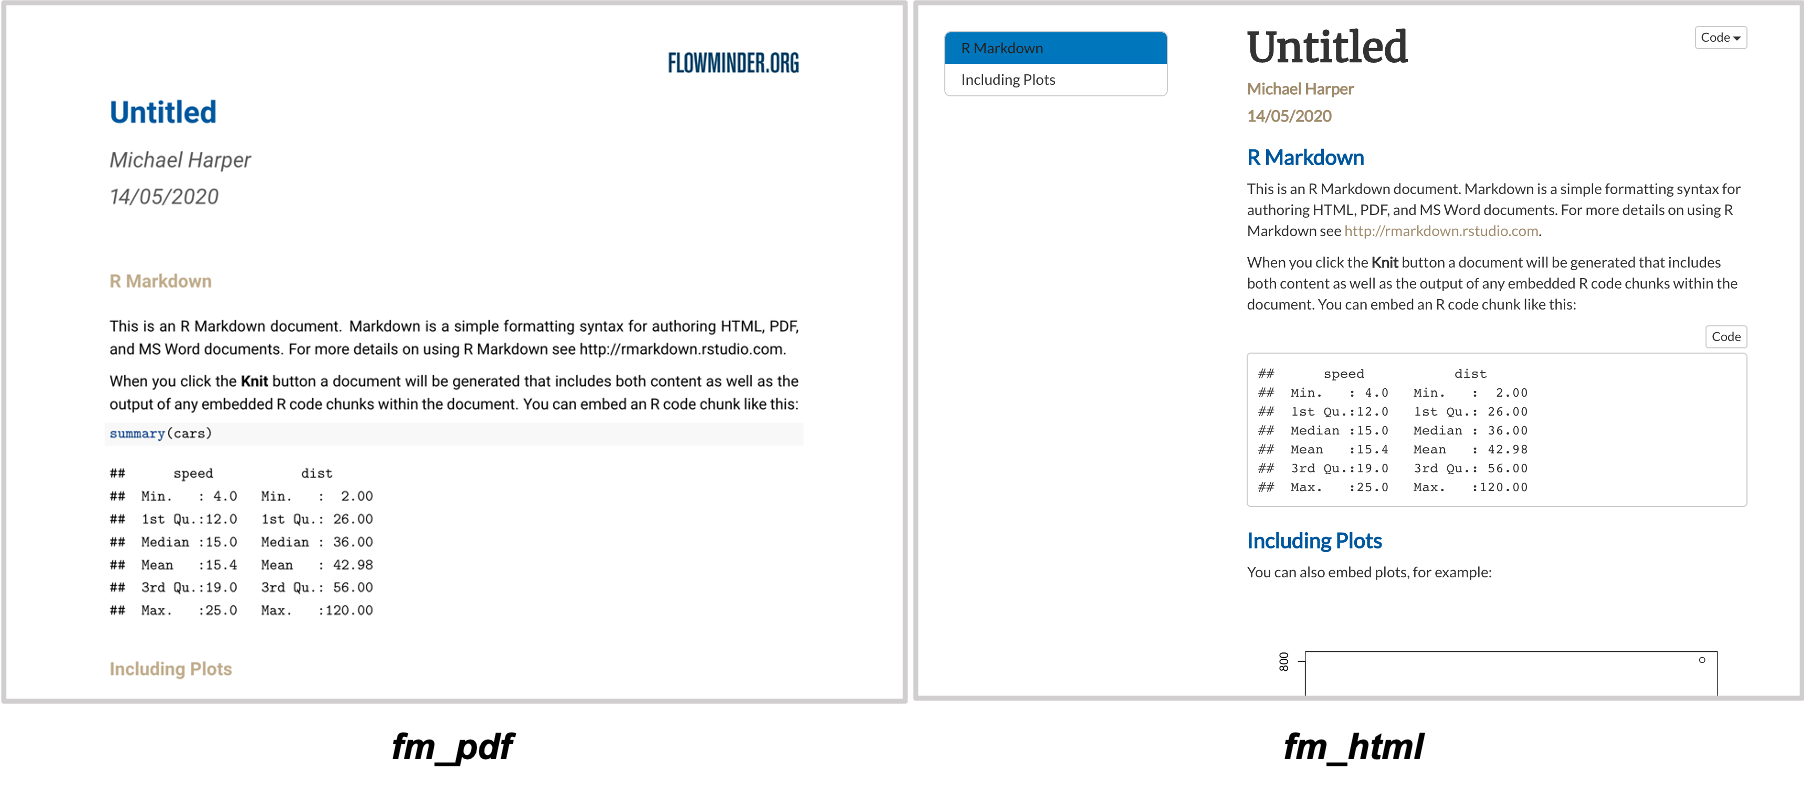 FLOWMINDER.ORG
Untitled
Michael Harper
14/05/2020
R Markdown
This is an R Markdown document. Markdown is a simple formatting syntax for authoring HTML, PDF,
and MS Word documents. For more details on using R Markdown see http://rmarkdown.rstudio.com.
When you click the Knit button a document will be generated that includes both content as well as the
output of any embedded R code chunks within the document. You can embed an R code chunk like this:
summary(cars)
##      speed           dist
##  Min.   : 4.0   Min.   :  2.00
##  1st Qu.:12.0   1st Qu.: 26.00
##  Median :15.0   Median : 36.00
##  Mean   :15.4   Mean   : 42.98
##  3rd Qu.:19.0   3rd Qu.: 56.00
##  Max.   :25.0   Max.   :120.00
Including Plots
fm_pdf
R Markdown
Including Plots
Code
Untitled
Michael Harper
14/05/2020
R Markdown
This is an R Markdown document. Markdown is a simple formatting syntax for
authoring HTML, PDF, and MS Word documents. For more details on using R
Markdown see http://rmarkdown.rstudio.com.
When you click the Knit button a document will be generated that includes
both content as well as the output of any embedded R code chunks within the
document. You can embed an R code chunk like this:
Code
##      speed           dist
##  Min.   : 4.0   Min.   :  2.00
##  1st Qu.:12.0   1st Qu.: 26.00
##  Median :15.0   Median : 36.00
##  Mean   :15.4   Mean   : 42.98
##  3rd Qu.:19.0   3rd Qu.: 56.00
##  Max.   :25.0   Max.   :120.00
Including Plots
You can also embed plots, for example:
800
fm_html